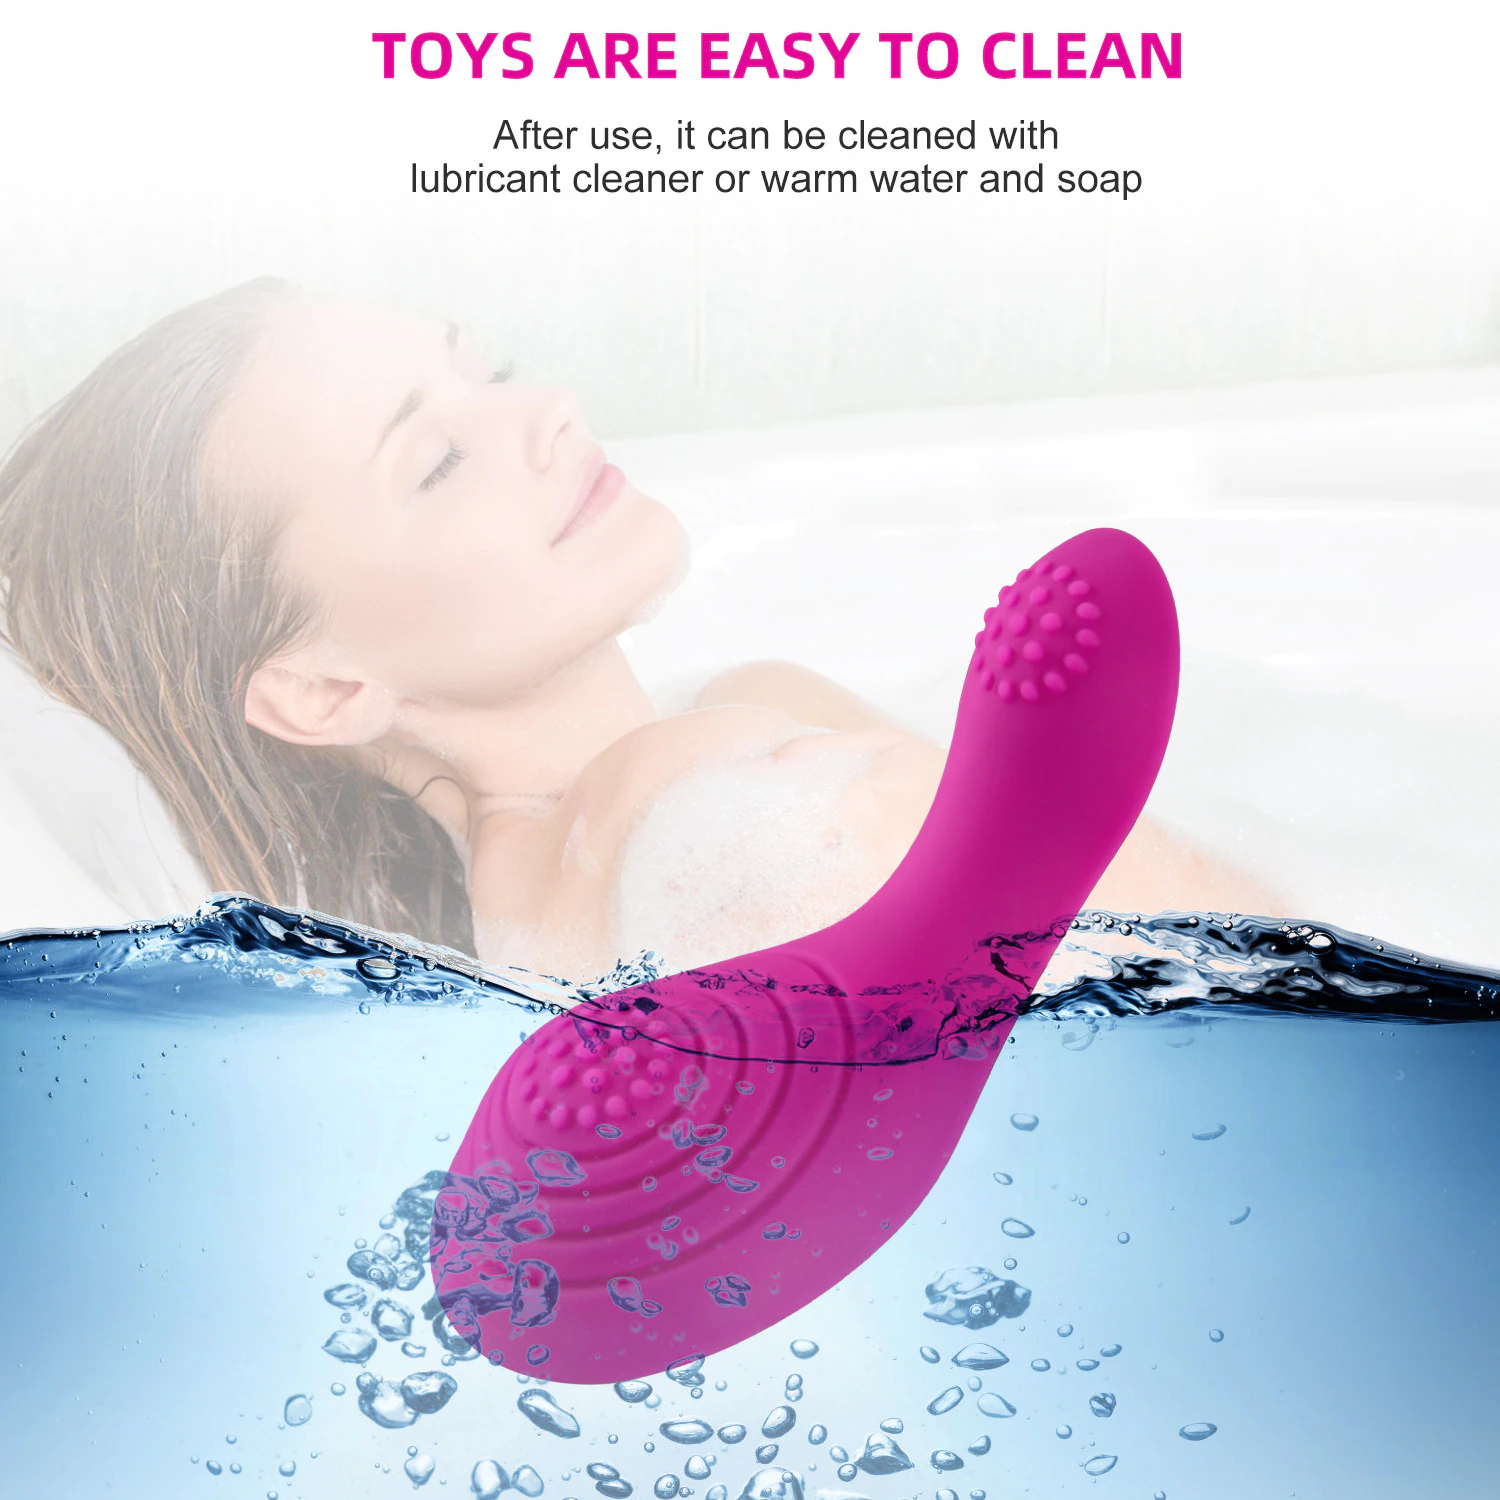 TOYS ARE EASY TO CLEAN
After use, it can be cleaned with
lubricant cleaner or warm water and soap